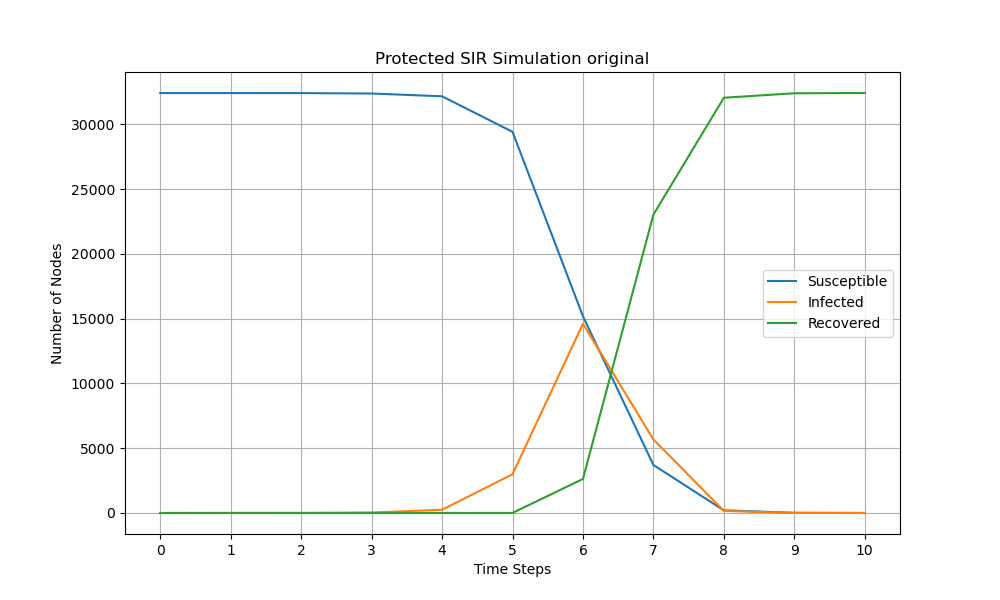 Protected SIR Simulation original
Number of Nodes
30000
25000
20000
15000
10000
5000
0
Susceptible
Infected
Recovered
0 1 2 3 4 5 6 7 8 9 10
Time Steps